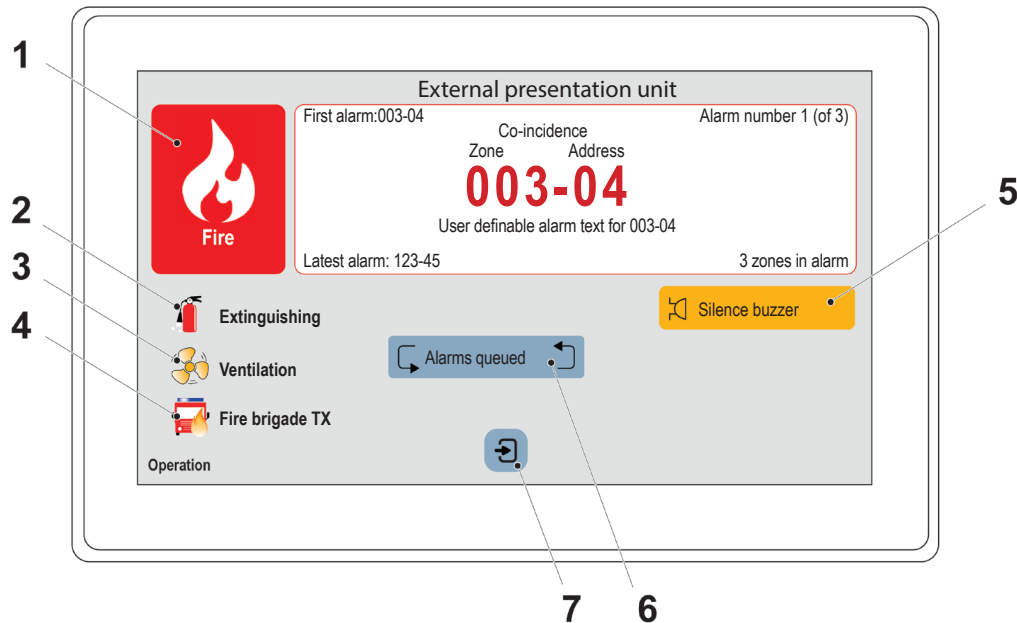 External presentation unit
1
First alarm:003-04
Alarm number 1 (of 3)
Co-incidence
Zone Address
003-04
User definable alarm text for 003-04
Fire
Latest alarm: 123-45
3 zones in alarm
2
5
3
4
Extinguishing
Silence buzzer
Ventilation
Alarms queued
Fire brigade TX
Operation
7
6